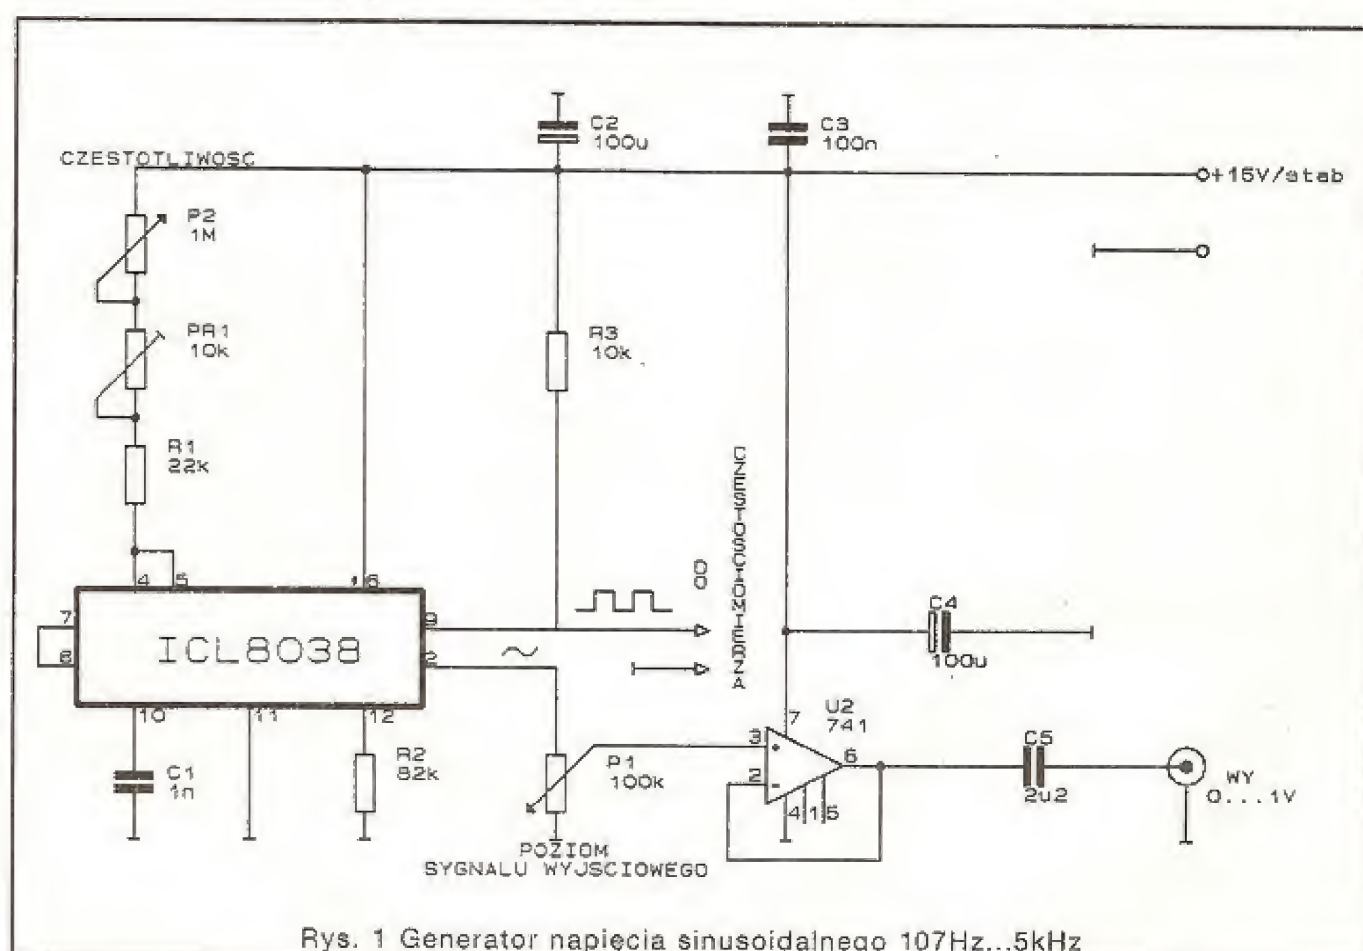 C2
100u
C3
100n
CZESTOTLIWOSC
+15V/stab
P2
1M
PR1
10k
R3
10k
R1
22k
4
5
6
7
8
ICL8038
9
2
DO
CZESTOSCIOMIERZA
10
11
12
C1
1n
R2
82k
P1
100k
POZIOM
SYGNALU WYJSCIOWEGO
C4
100u
U2
741
7
3
+
2
-
6
4
1
5
C5
2u2
WY
0...1V
Rys. 1 Generator napięcia sinusoidalnego 107Hz...5kHz